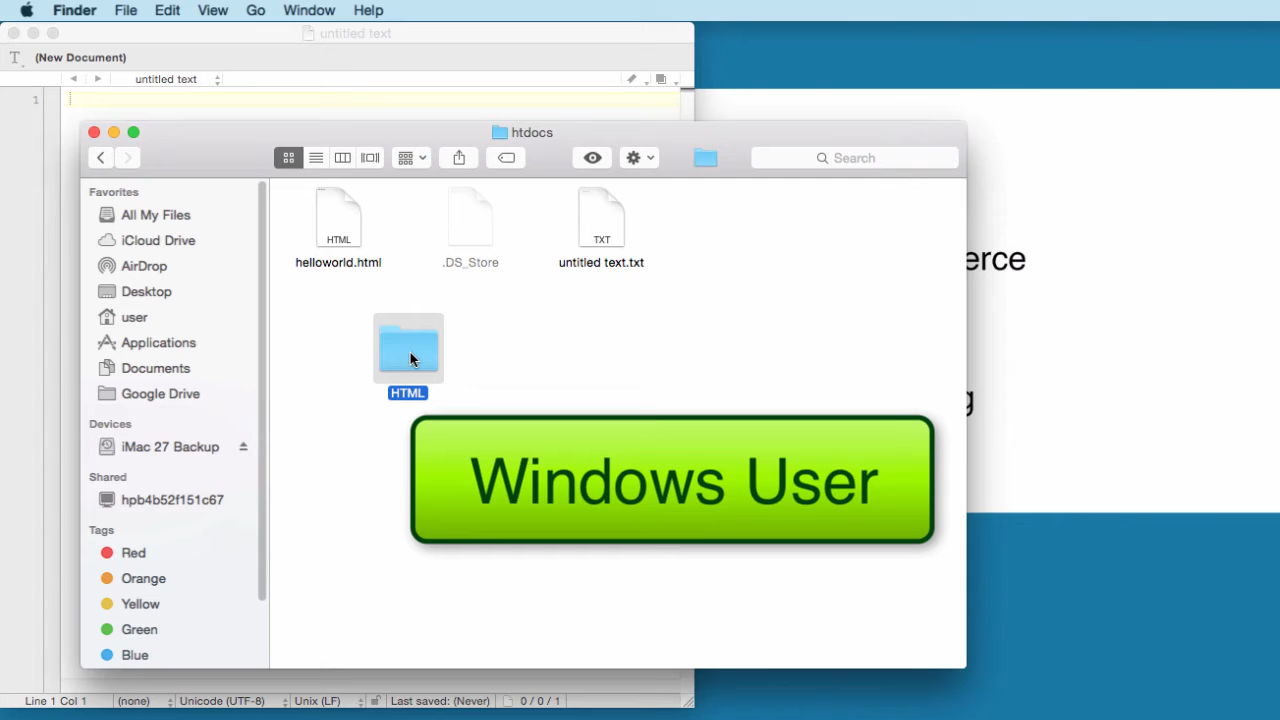 Finder File Edit View Go Window Help
untitled text
(New Document)
untitled text
1
htdocs
Search
Favorites
All My Files
iCloud Drive
AirDrop
Desktop
user
Applications
Documents
Google Drive
Devices
iMac 27 Backup
Shared
hpb4b52f151c67
Tags
Red
Orange
Yellow
Green
Blue
HTML
helloworld.html
.DS_Store
TXT
untitled text.txt
HTML
Windows User
erce
g
Line 1 Col 1 (none) Unicode (UTF-8) Unix (LF) Last saved: (Never) 0 / 0 / 1